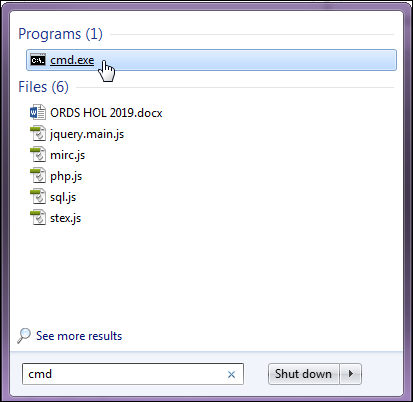 Programs (1)
cmd.exe
Files (6)
ORDS HOL 2019.docx
jquery.main.js
mirc.js
php.js
sql.js
stex.js
See more results
cmd
Shut down